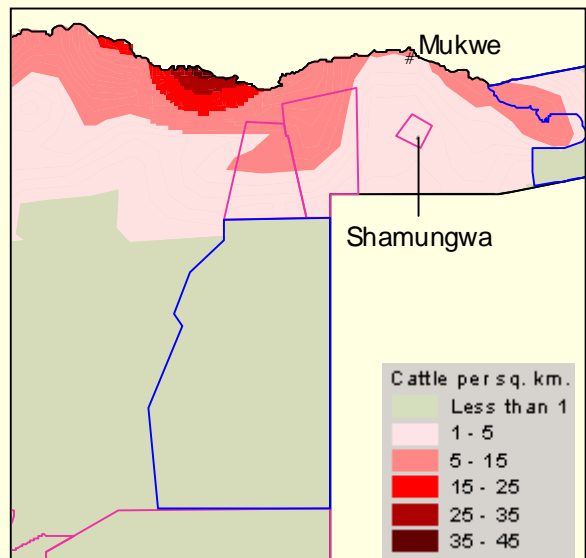 Mukwe
#
Shamungwa
Cattle per sq. km.
Less than 1
1 - 5
5 - 15
15 - 25
25 - 35
35 - 45